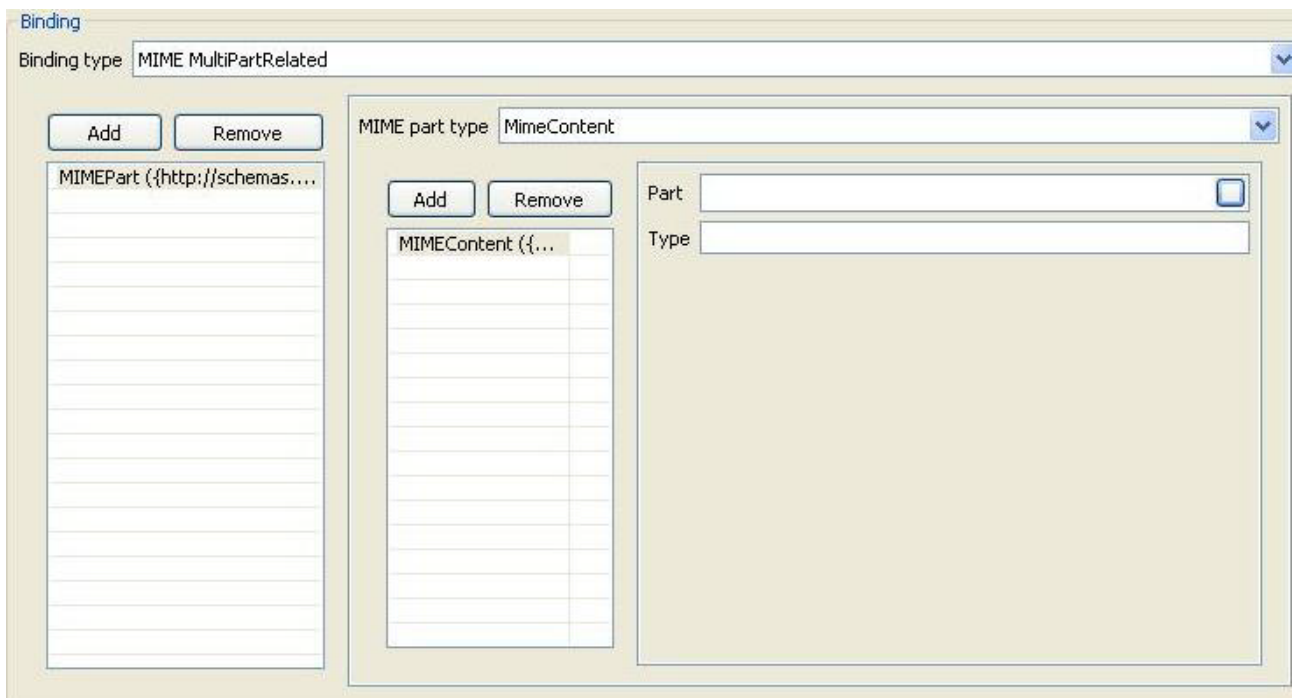 Binding
Binding type MIME MultiPartRelated
Add Remove
MIMEPart ({http://schemas....
MIME part type MimeContent
Add Remove
MIMEContent ({...
Part
Type